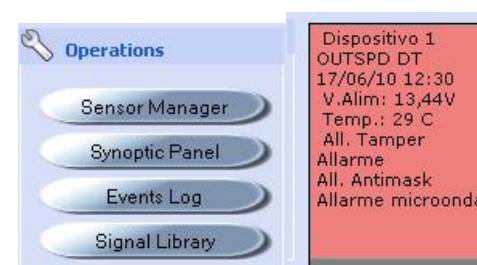 Operations
Sensor Manager
Synoptic Panel
Events Log
Signal Library
Dispositivo 1
OUTSPD DT
17/06/10 12:30
V.Alim: 13,44V
Temp.: 29 C
All. Tamper
Allarme
All. Antimask
Allarme microonda